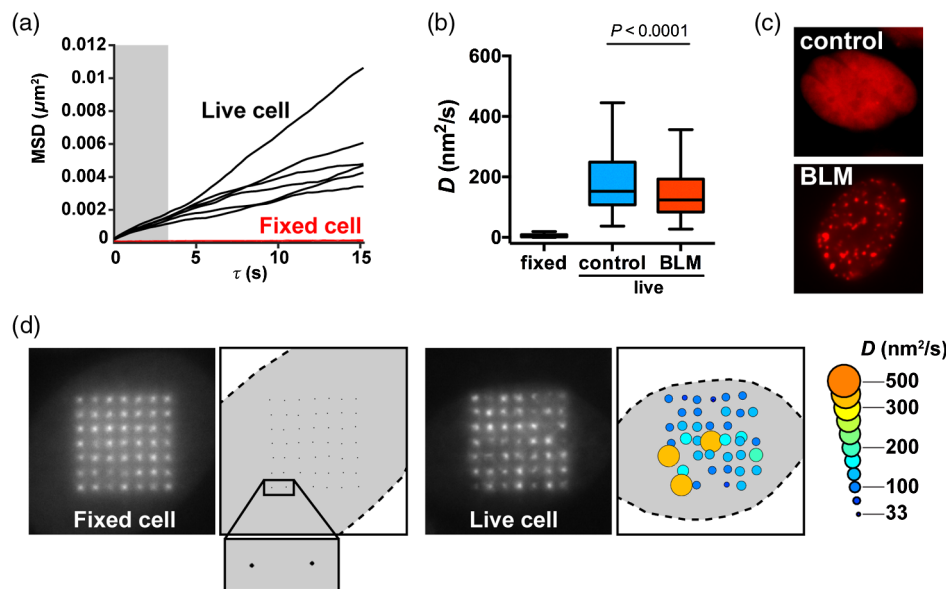 (a)
0.012
0.01
0.008
0.006
0.004
0.002
0
MSD (µm²)
Live cell
Fixed cell
0 5 10 15
τ (s)
(b)
P < 0.0001
600
400
200
0
D (nm²/s)
fixed control BLM
live
(c)
control
BLM
(d)
Fixed cell
Live cell
D (nm²/s)
500
300
200
100
33